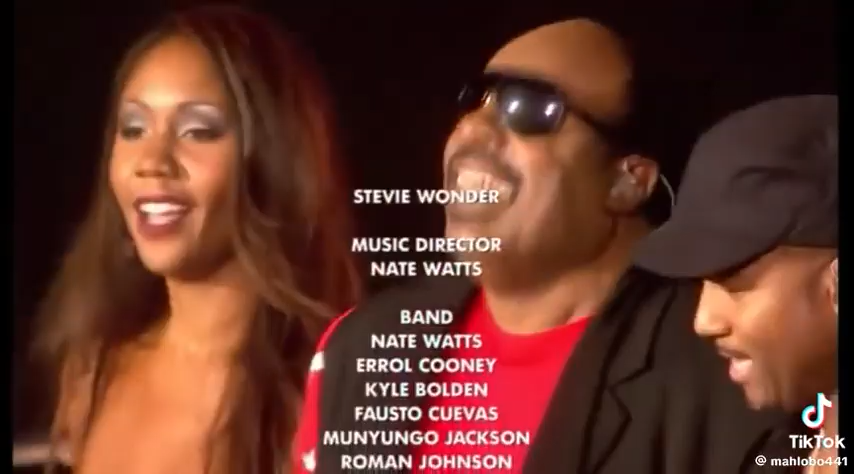 STEVIE WONDER
MUSIC DIRECTOR
NATE WATTS
BAND
NATE WATTS
ERROL COONEY
KYLE BOLDEN
FAUSTO CUEVAS
MUNYUNGO JACKSON
ROMAN JOHNSON
TikTok
@ mahlobo441